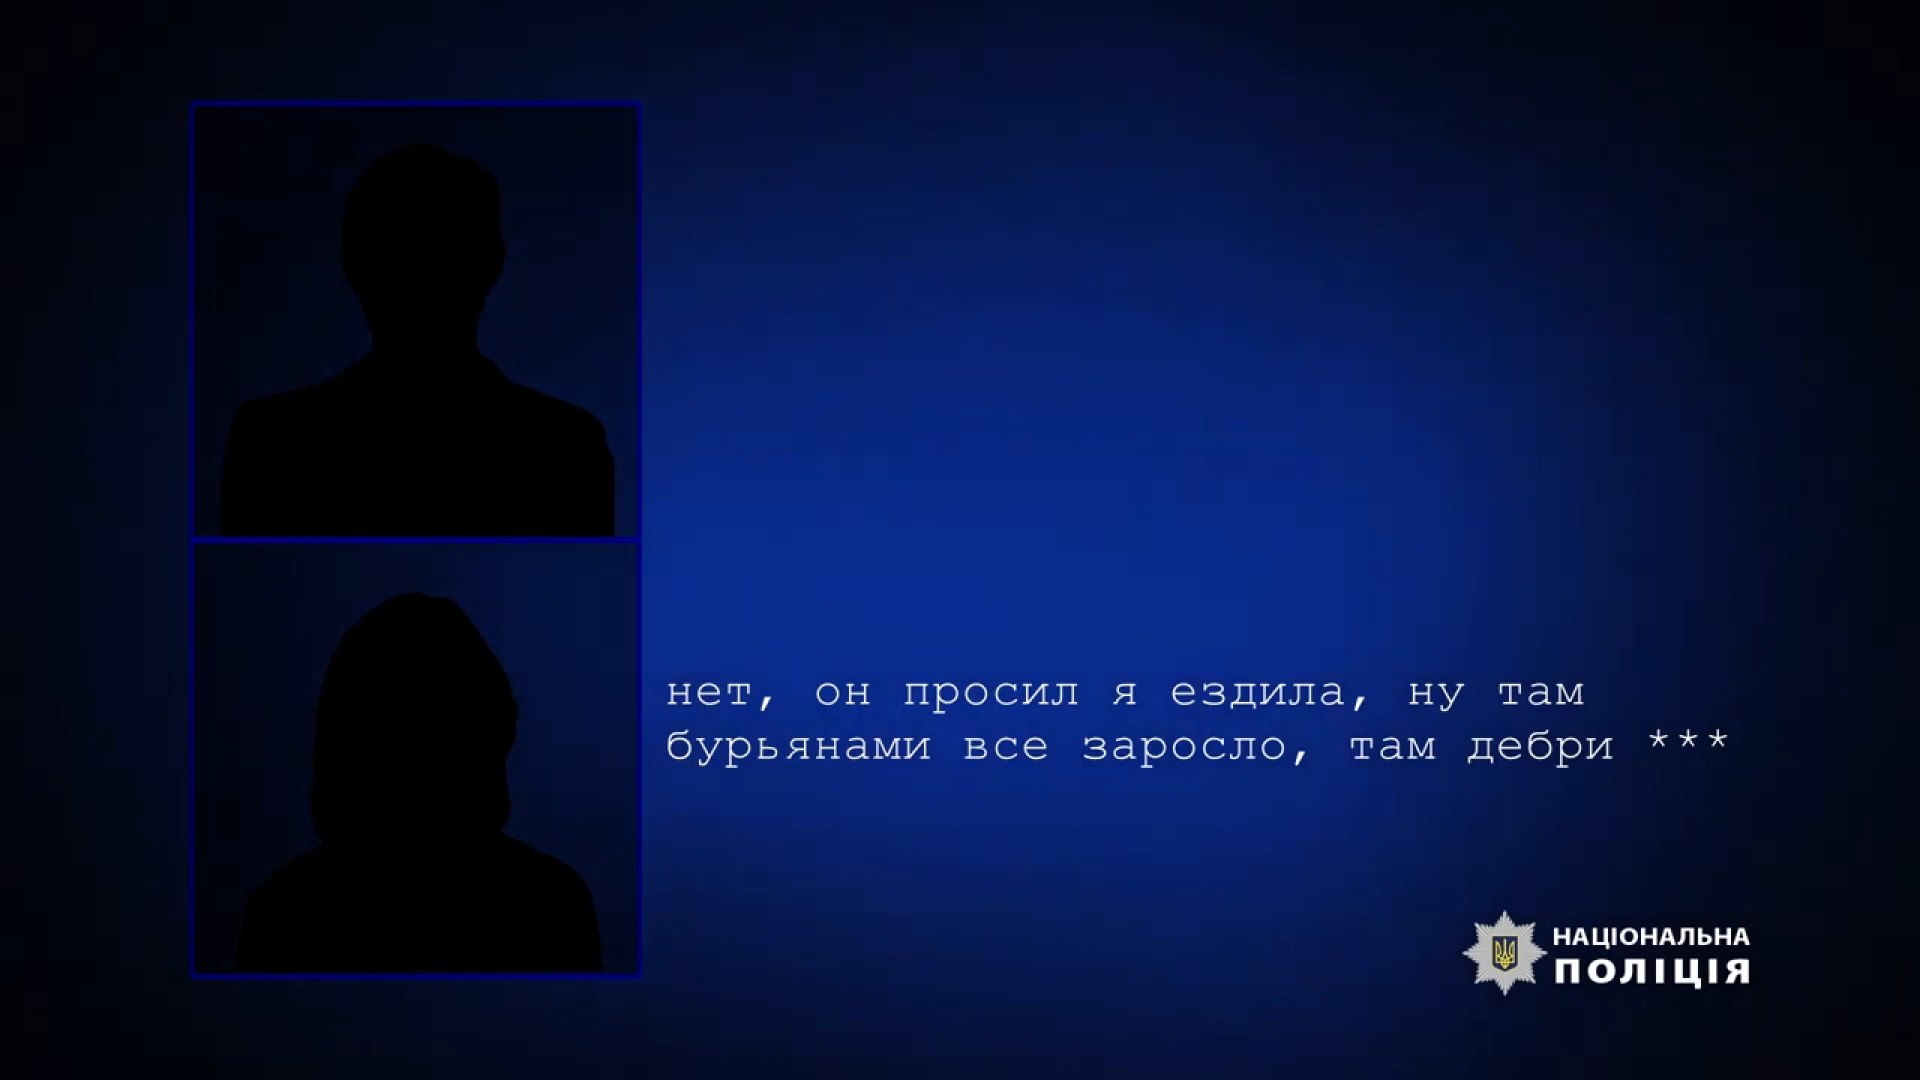 нет, он просил я ездила, ну там
бурьянами все заросло, там дебри ***
НАЦІОНАЛЬНА
ПОЛІЦІЯ